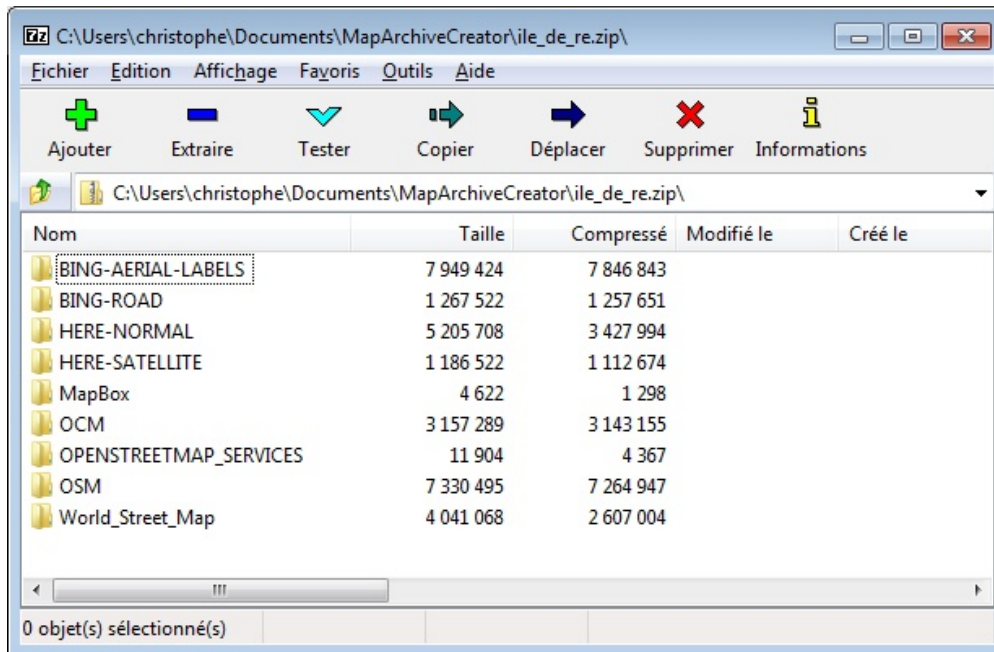 C:\Users\christophe\Documents\MapArchiveCreator\ile_de_re.zip\
Fichier Edition Affichage Favoris Outils Aide
Ajouter Extraire Tester Copier Déplacer Supprimer Informations
C:\Users\christophe\Documents\MapArchiveCreator\ile_de_re.zip\
Nom Taille Compressé Modifié le Créé le
BING-AERIAL-LABELS 7 949 424 7 846 843
BING-ROAD 1 267 522 1 257 651
HERE-NORMAL 5 205 708 3 427 994
HERE-SATELLITE 1 186 522 1 112 674
MapBox 4 622 1 298
OCM 3 157 289 3 143 155
OPENSTREETMAP_SERVICES 11 904 4 367
OSM 7 330 495 7 264 947
World_Street_Map 4 041 068 2 607 004
0 objet(s) sélectionné(s)